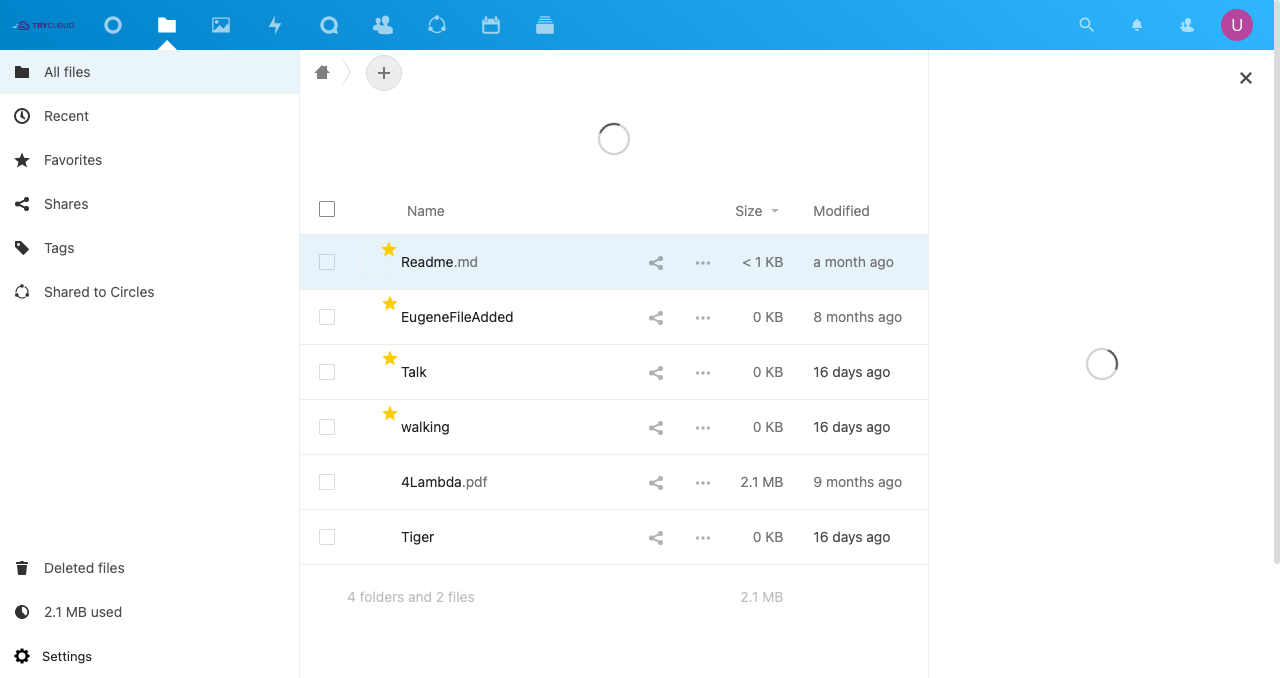 TRYCLOUD
U
All files
Recent
Favorites
Shares
Tags
Shared to Circles
Deleted files
2.1 MB used
Settings
Name Size Modified
Readme.md < 1 KB a month ago
EugeneFileAdded 0 KB 8 months ago
Talk 0 KB 16 days ago
walking 0 KB 16 days ago
4Lambda.pdf 2.1 MB 9 months ago
Tiger 0 KB 16 days ago
4 folders and 2 files 2.1 MB